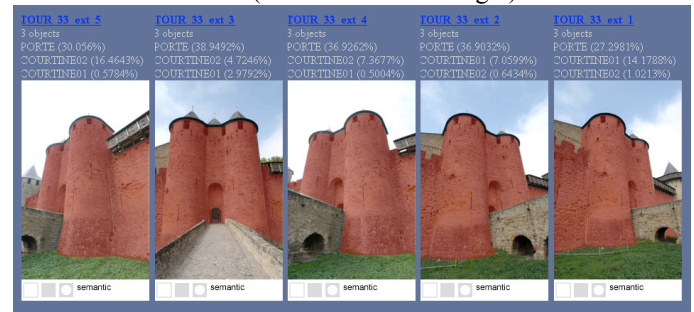 TOUR_33_ext_5
3 objects
PORTE (30.056%)
COURTINE02 (16.4643%)
COURTINE01 (0.5784%)
semantic
TOUR_33_ext_3
3 objects
PORTE (38.9492%)
COURTINE02 (4.7246%)
COURTINE01 (2.9792%)
semantic
TOUR_33_ext_4
3 objects
PORTE (36.9262%)
COURTINE02 (7.3677%)
COURTINE01 (0.5004%)
semantic
TOUR_33_ext_2
3 objects
PORTE (36.9032%)
COURTINE01 (7.0599%)
COURTINE02 (0.6434%)
semantic
TOUR_33_ext_1
3 objects
PORTE (27.2981%)
COURTINE01 (14.1788%)
COURTINE02 (1.0213%)
semantic